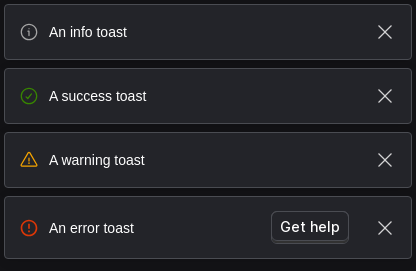 An info toast
A success toast
A warning toast
An error toast
Get help